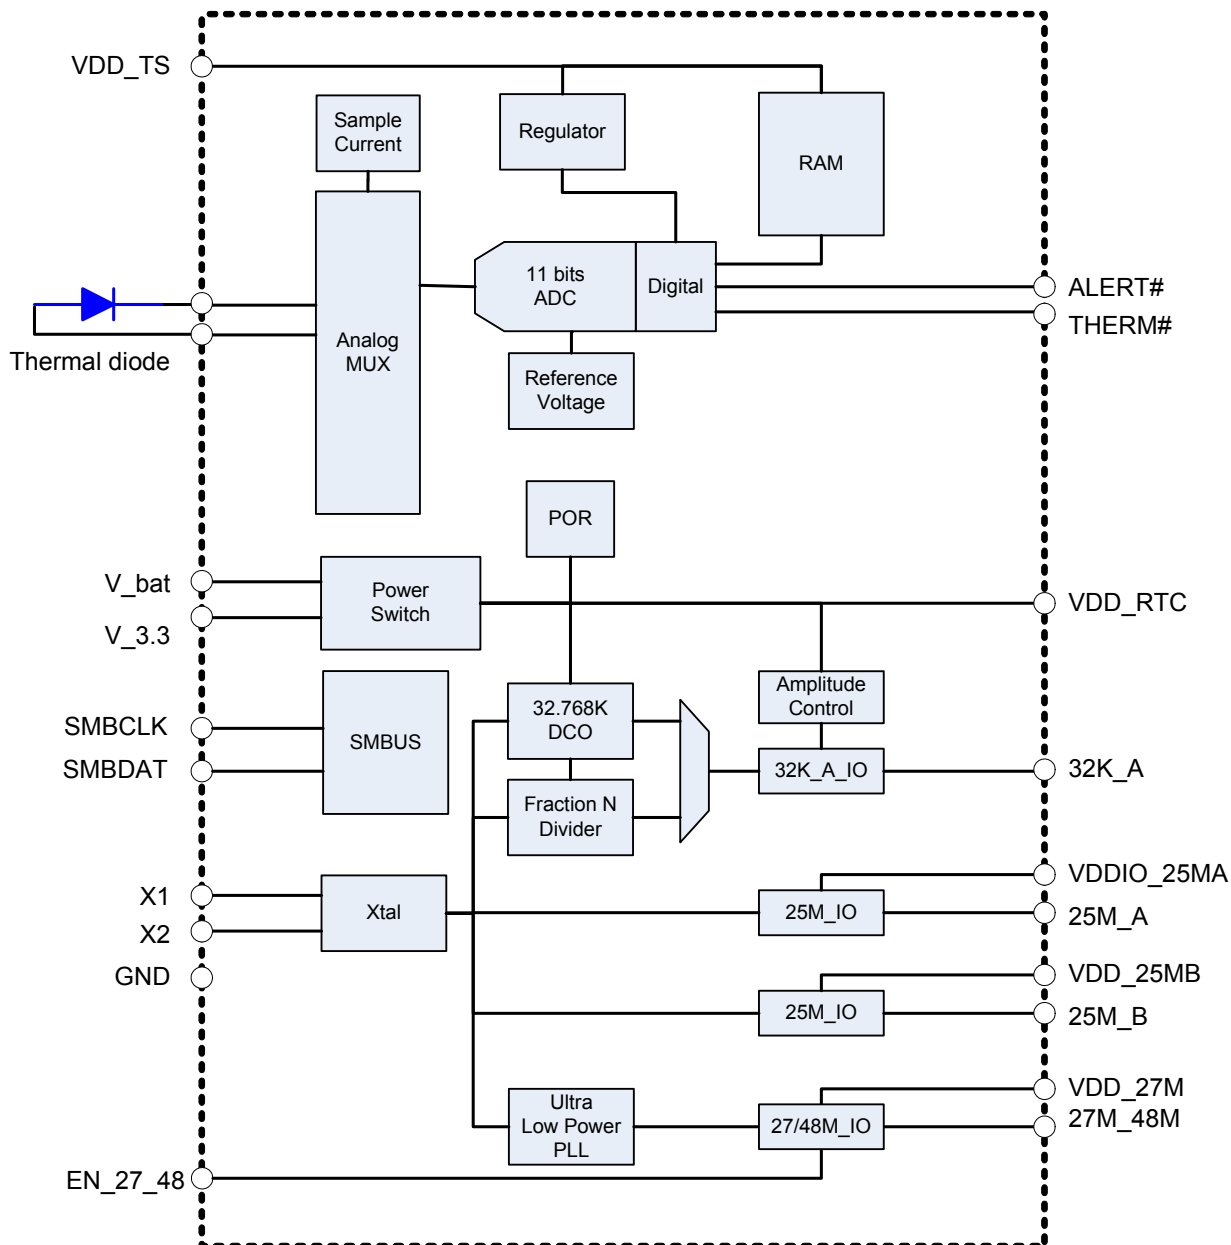 VDD_TS
Sample
Current
Regulator
RAM
11 bits
ADC
Digital
ALERT#
THERM#
Thermal diode
Analog
MUX
Reference
Voltage
POR
V_bat
V_3.3
Power
Switch
VDD_RTC
SMBCLK
SMBDAT
SMBUS
32.768K
DCO
Amplitude
Control
32K_A_IO
32K_A
Fraction N
Divider
X1
X2
GND
Xtal
25M_IO
VDDIO_25MA
25M_A
25M_IO
VDD_25MB
25M_B
Ultra
Low Power
PLL
27/48M_IO
VDD_27M
27M_48M
EN_27_48